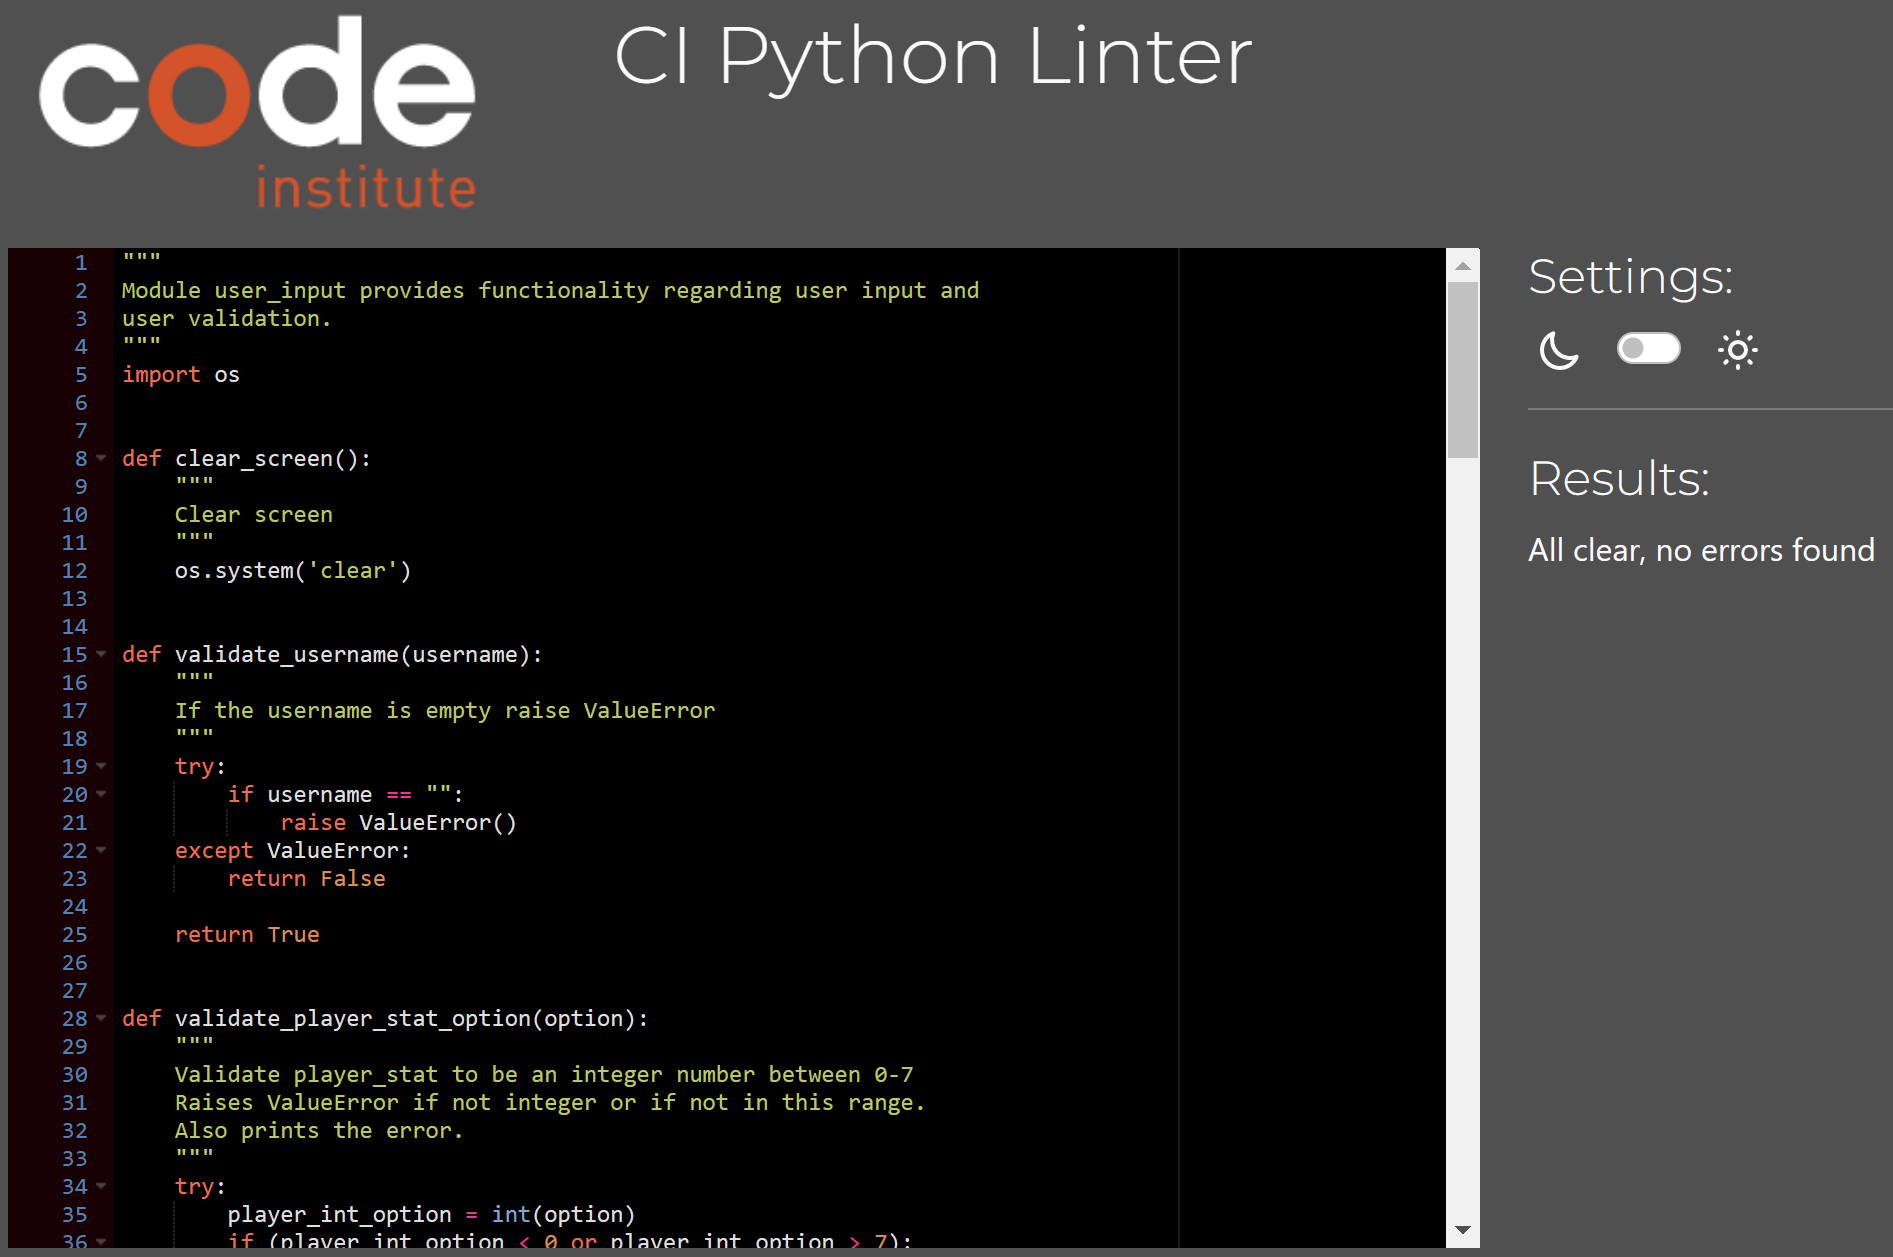 code
institute
CI Python Linter
1 """
2 Module user_input provides functionality regarding user input and
3 user validation.
4 """
5 import os
6
7
8 def clear_screen():
9     """
10     Clear screen
11     """
12     os.system('clear')
13
14
15 def validate_username(username):
16     """
17     If the username is empty raise ValueError
18     """
19     try:
20         if username == "":
21             raise ValueError()
22     except ValueError:
23         return False
24
25     return True
26
27
28 def validate_player_stat_option(option):
29     """
30     Validate player_stat to be an integer number between 0-7
31     Raises ValueError if not integer or if not in this range.
32     Also prints the error.
33     """
34     try:
35         player_int_option = int(option)
36         if (player_int_option < 0 or player_int_option > 7):
Settings:
Results:
All clear, no errors found